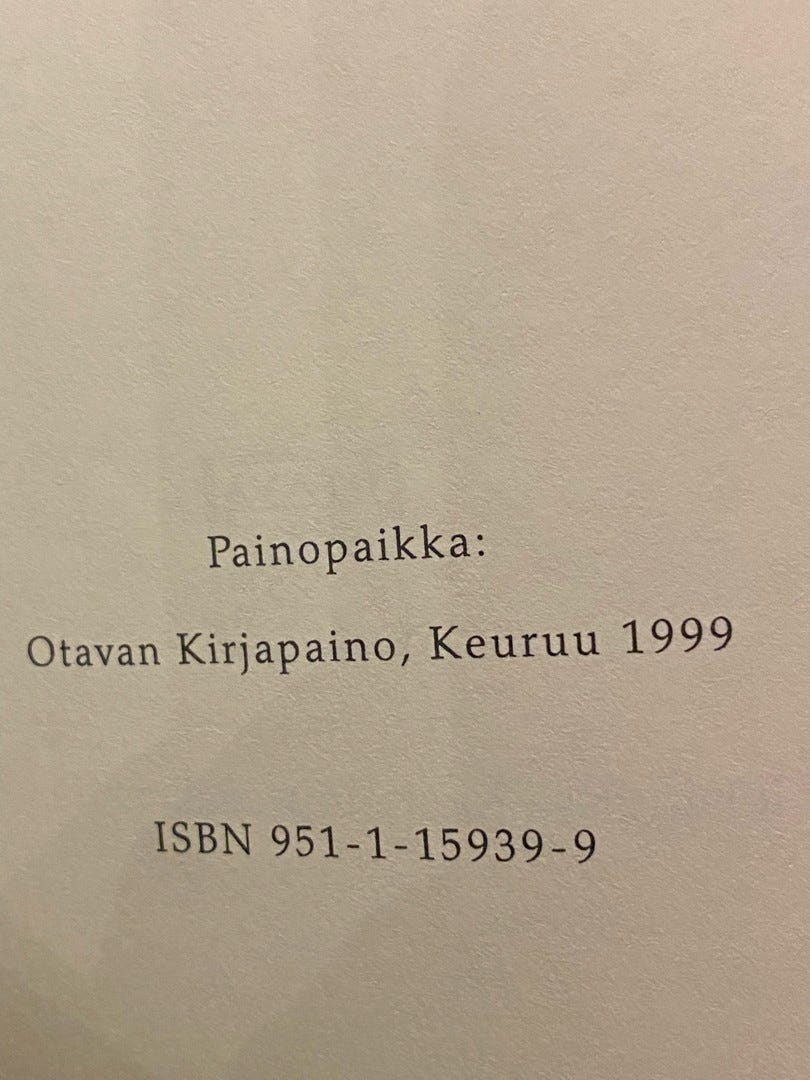 Painopaikka:
Otavan Kirjapaino, Keuruu 1999
ISBN 951-1-15939-9